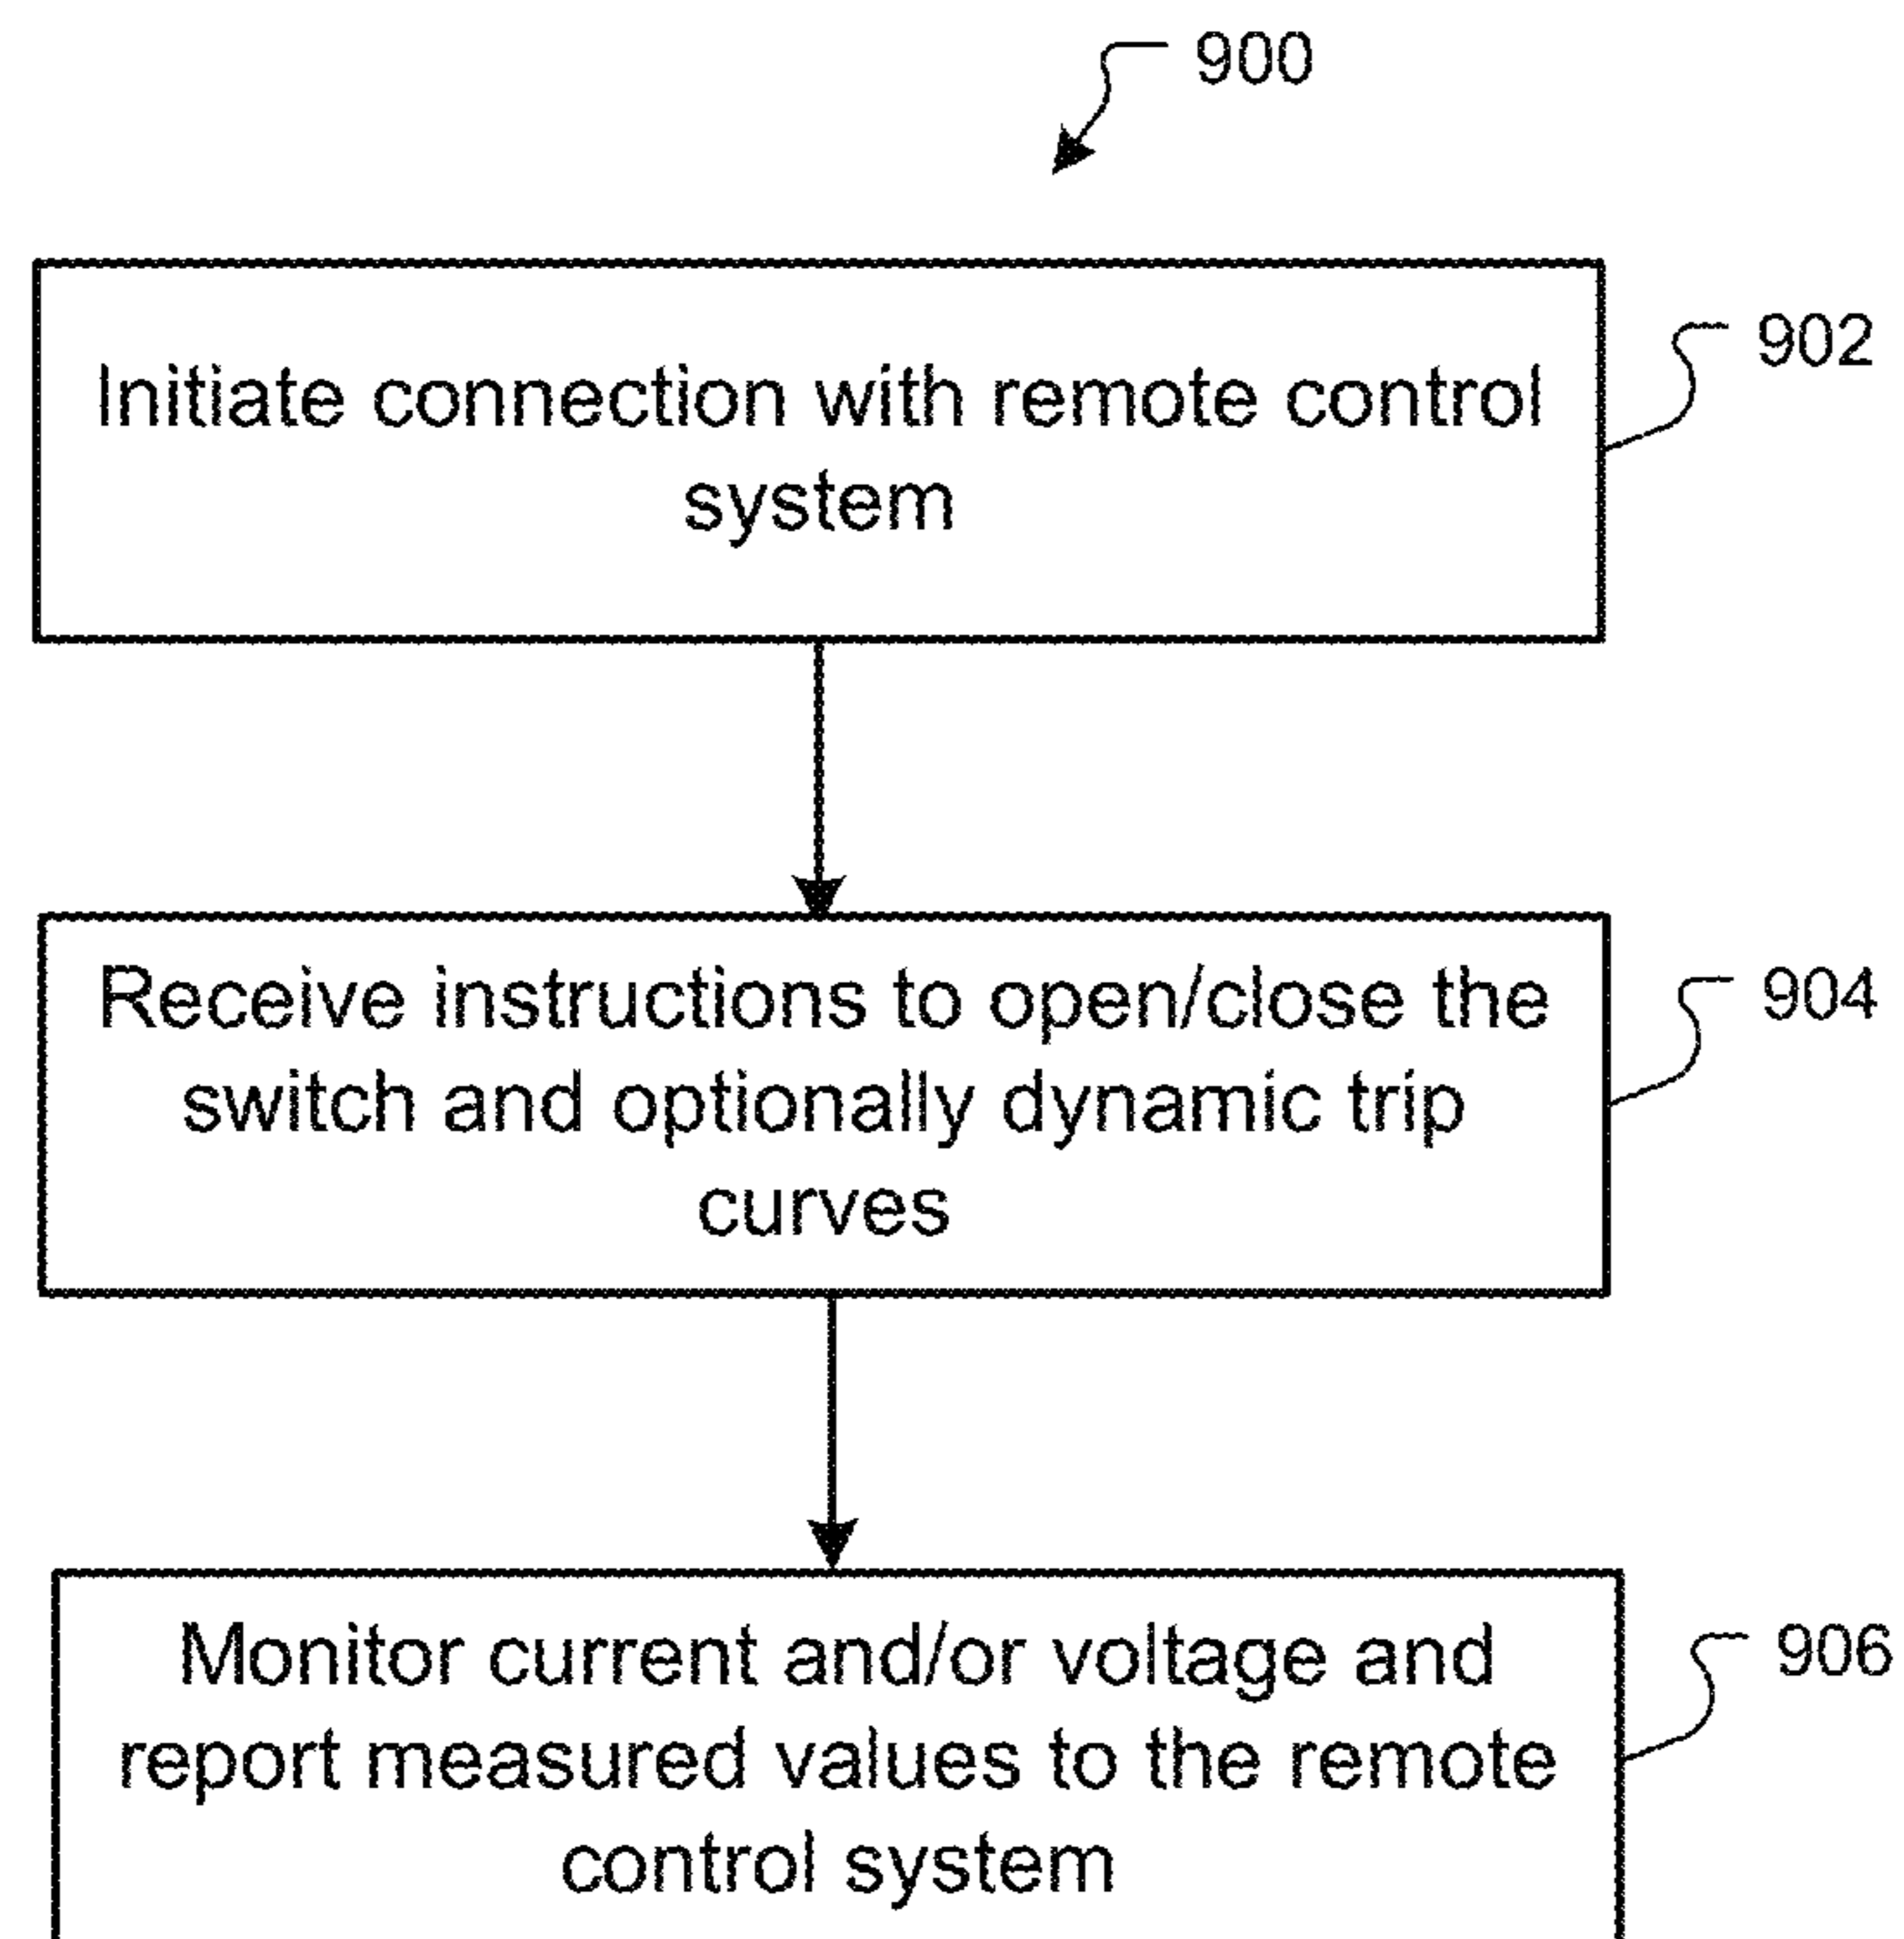 900
Initiate connection with remote control
system
902
Receive instructions to open/close the
switch and optionally dynamic trip
curves
904
Monitor current and/or voltage and
report measured values to the remote
control system
906